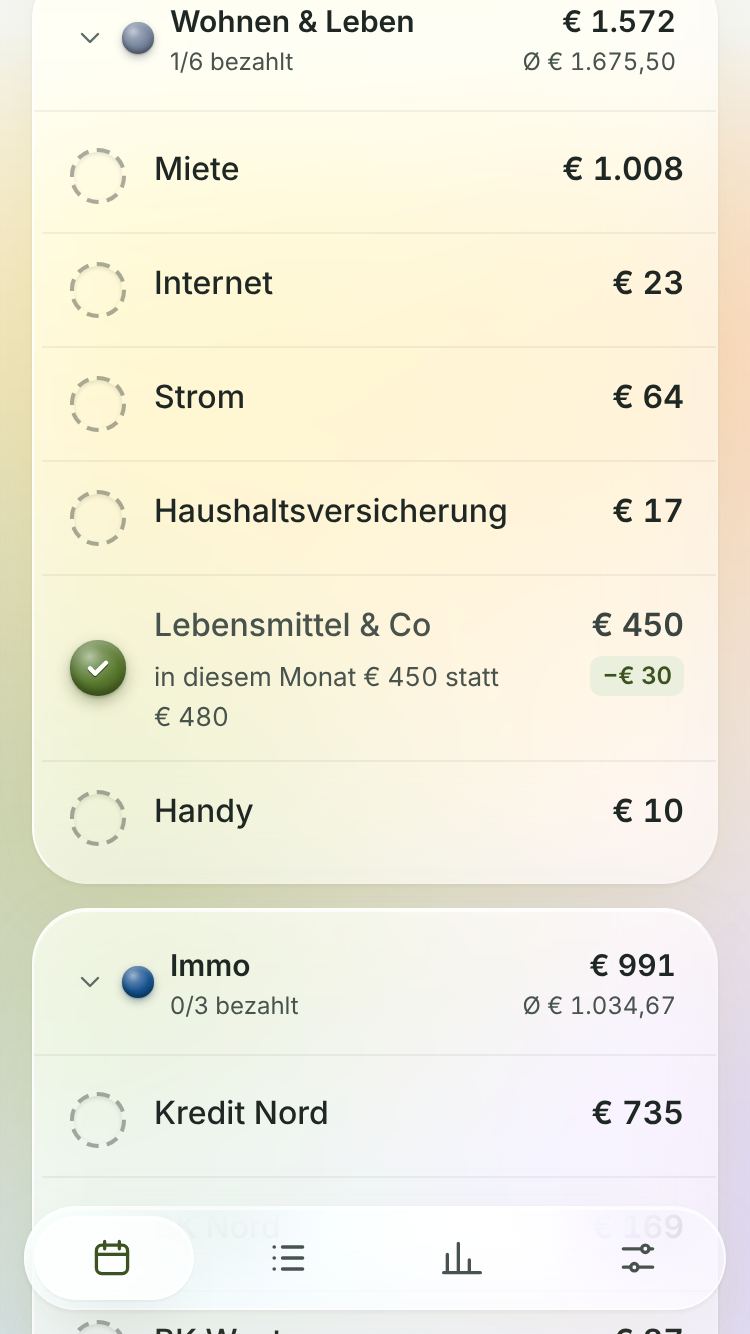 Wohnen & Leben € 1.572
1/6 bezahlt Ø € 1.675,50
Miete € 1.008
Internet € 23
Strom € 64
Haushaltsversicherung € 17
Lebensmittel & Co € 450
in diesem Monat € 450 statt −€ 30
€ 480
Handy € 10
Immo € 991
0/3 bezahlt Ø € 1.034,67
Kredit Nord € 735
Nord € 169